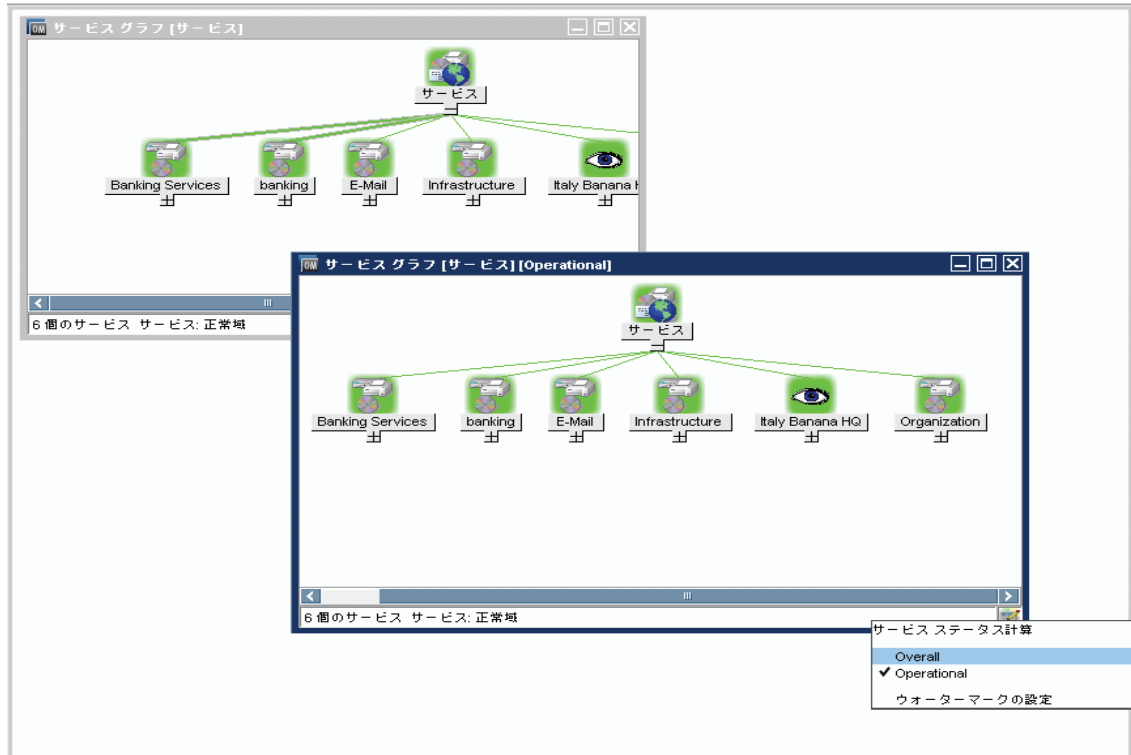 OM サービス グラフ [サービス]
サービス
Banking Services banking E-Mail Infrastructure Italy Banana H
6 個のサービス サービス: 正常域
OM サービス グラフ [サービス] [Operational]
サービス
Banking Services banking E-Mail Infrastructure Italy Banana HQ Organization
6 個のサービス サービス: 正常域
サービス ステータス計算
Overall
Operational
ウォーターマークの設定